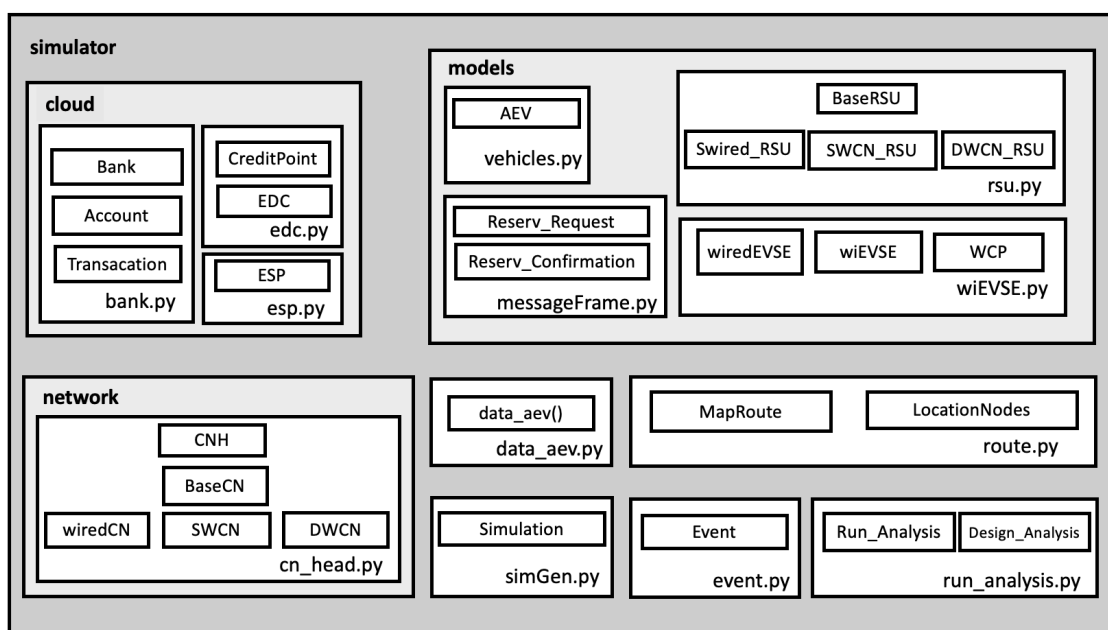 simulator
cloud
Bank
Account
Transacation
bank.py
CreditPoint
EDC
edc.py
ESP
esp.py
models
AEV
vehicles.py
Reserv_Request
Reserv_Confirmation
messageFrame.py
BaseRSU
Swired_RSU
SWCN_RSU
DWCN_RSU
rsu.py
wiredEVSE
wiEVSE
WCP
wiEVSE.py
network
CNH
BaseCN
wiredCN
SWCN
DWCN
cn_head.py
data_aev()
data_aev.py
MapRoute
LocationNodes
route.py
Simulation
simGen.py
Event
event.py
Run_Analysis
Design_Analysis
run_analysis.py